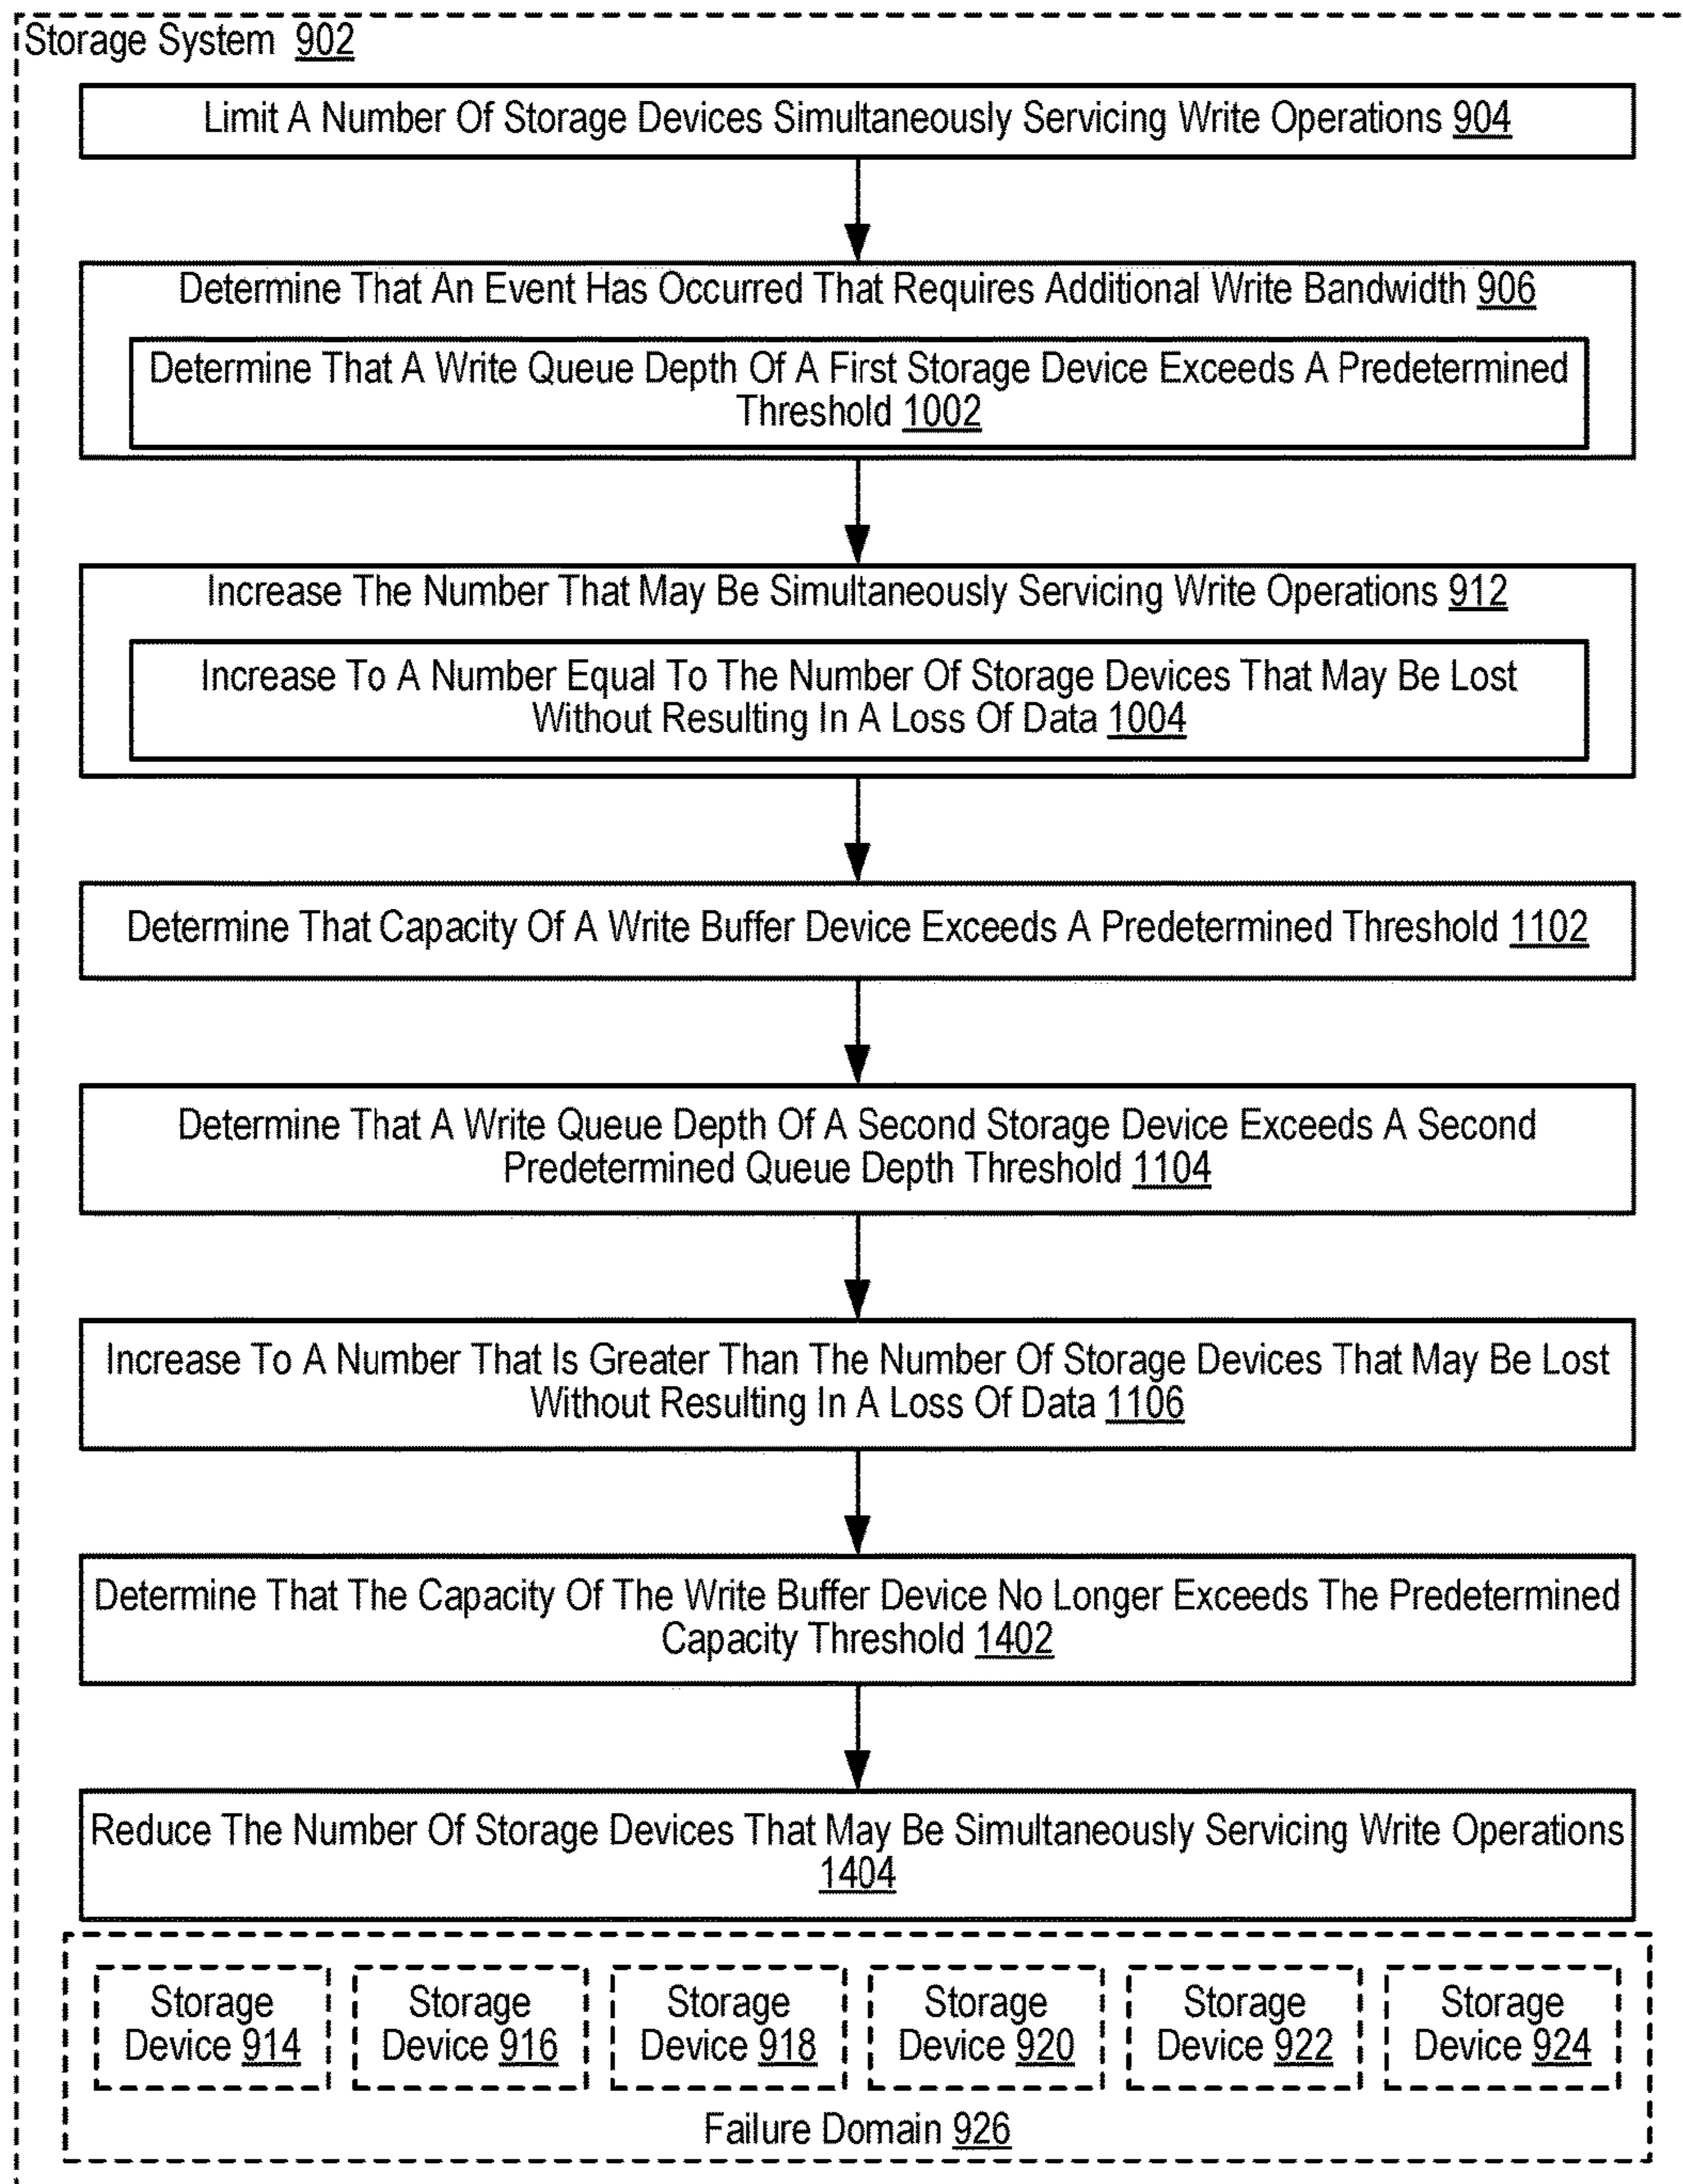 Storage System 902
Limit A Number Of Storage Devices Simultaneously Servicing Write Operations 904
Determine That An Event Has Occurred That Requires Additional Write Bandwidth 906
Determine That A Write Queue Depth Of A First Storage Device Exceeds A Predetermined
Threshold 1002
Increase The Number That May Be Simultaneously Servicing Write Operations 912
Increase To A Number Equal To The Number Of Storage Devices That May Be Lost
Without Resulting In A Loss Of Data 1004
Determine That Capacity Of A Write Buffer Device Exceeds A Predetermined Threshold 1102
Determine That A Write Queue Depth Of A Second Storage Device Exceeds A Second
Predetermined Queue Depth Threshold 1104
Increase To A Number That Is Greater Than The Number Of Storage Devices That May Be Lost
Without Resulting In A Loss Of Data 1106
Determine That The Capacity Of The Write Buffer Device No Longer Exceeds The Predetermined
Capacity Threshold 1402
Reduce The Number Of Storage Devices That May Be Simultaneously Servicing Write Operations
1404
Storage
Device 914
Storage
Device 916
Storage
Device 918
Storage
Device 920
Storage
Device 922
Storage
Device 924
Failure Domain 926